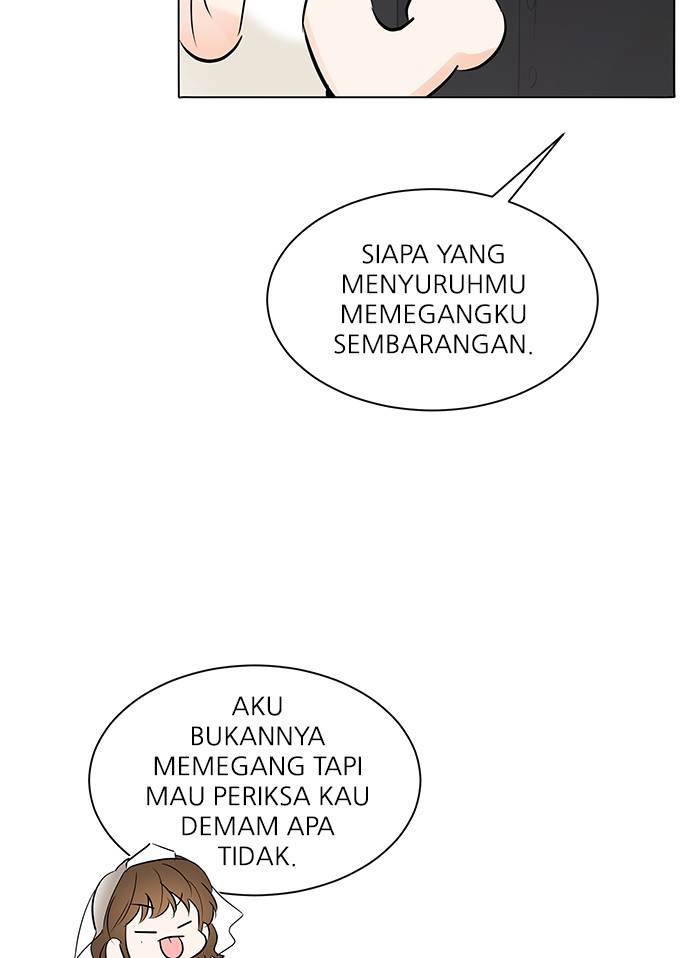 SIAPA YANG
MENYURUHMU
MEMEGANGKU
SEMBARANGAN.
AKU
BUKANNYA
MEMEGANG TAPI
MAU PERIKSA KAU
DEMAM APA
TIDAK.